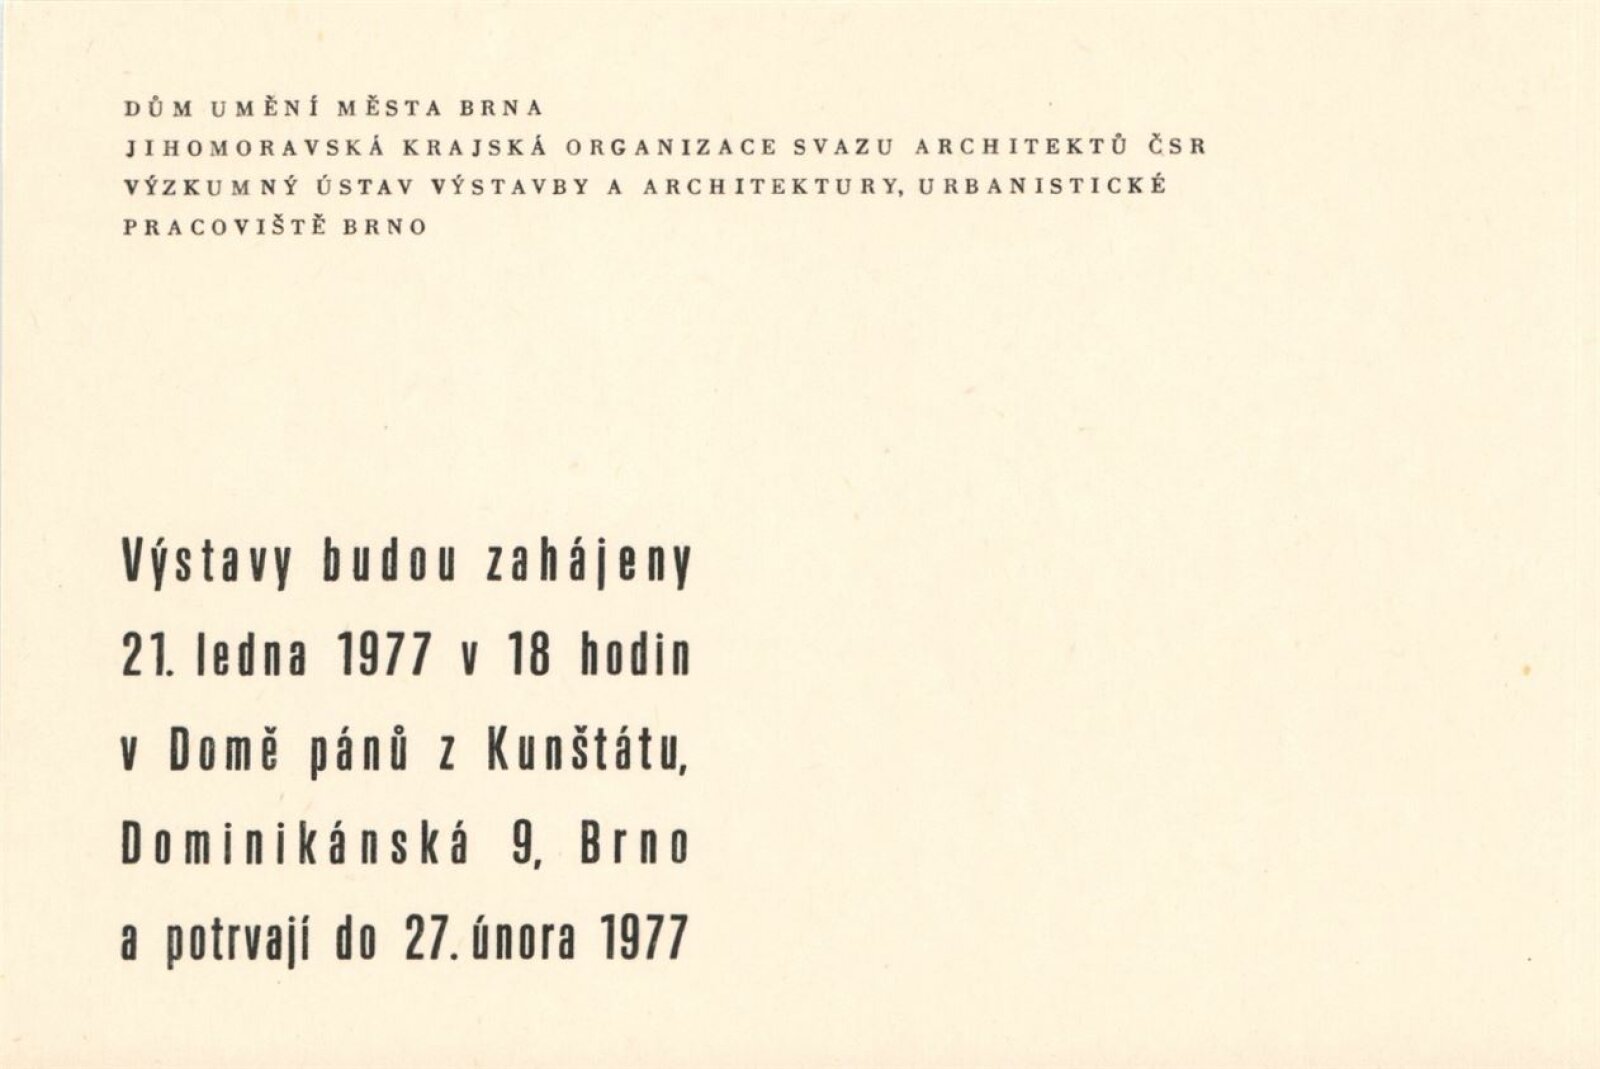 DŮM UMĚNÍ MĚSTA BRNA
JIHOMORAVSKÁ KRAJSKÁ ORGANIZACE SVAZU ARCHITEKTŮ ČSR
VÝZKUMNÝ ÚSTAV VÝSTAVBY A ARCHITEKTURY, URBANISTICKÉ
PRACOVIŠTĚ BRNO
Výstavy budou zahájeny
21. ledna 1977 v 18 hodin
v Domě pánů z Kunštátu,
Dominikánská 9, Brno
a potrvají do 27. února 1977